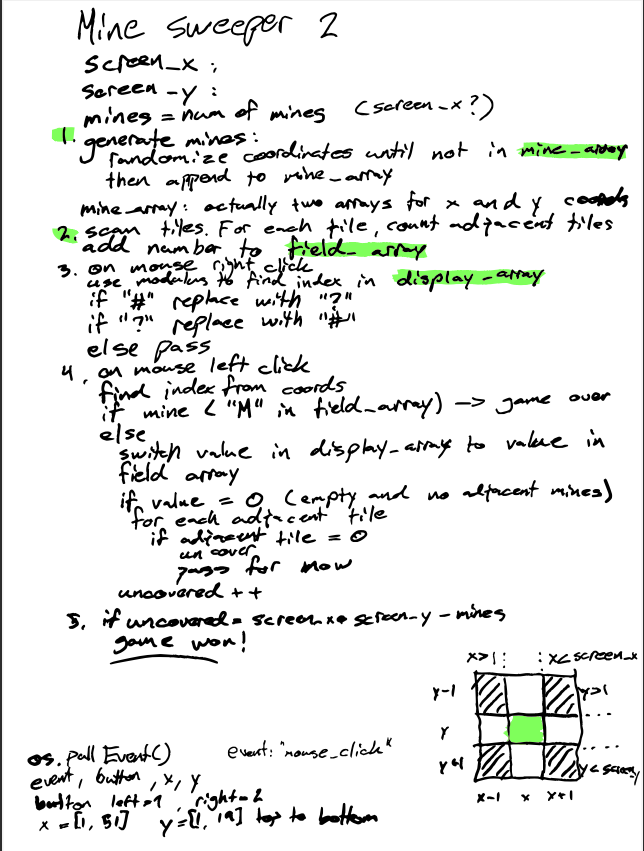 Mine sweeper 2
screen_x :
screen_y :
mines = num of mines (screen_x?)
1. generate mines:
randomize coordinates until not in mine_array
then append to mine_array
mine_array: actually two arrays for x and y coords
2. scan tiles. For each tile, count adjacent tiles
add number to field_array
3. on mouse right click
use modulus to find index in display_array
if "#" replace with "?"
if "?" replace with "#"
else pass
4. on mouse left click
find index from coords
if mine ("M" in field_array) -> game over
else
switch value in display_array to value in
field array
if value = 0 (empty and no adjacent mines)
for each adjacent tile
if adjacent tile = 0
uncover
pass for now
uncovered ++
5. if uncovered = screen_x * screen_y - mines
game won!
x>1 x<screen_x
y-1 y>1
y
y+1 y<screen_y
x-1 x x+1
os.pullEvent() event: "mouse_click"
event, button, x, y
button left=1, right=2
x = [1, 51] y = [1, 19] top to bottom